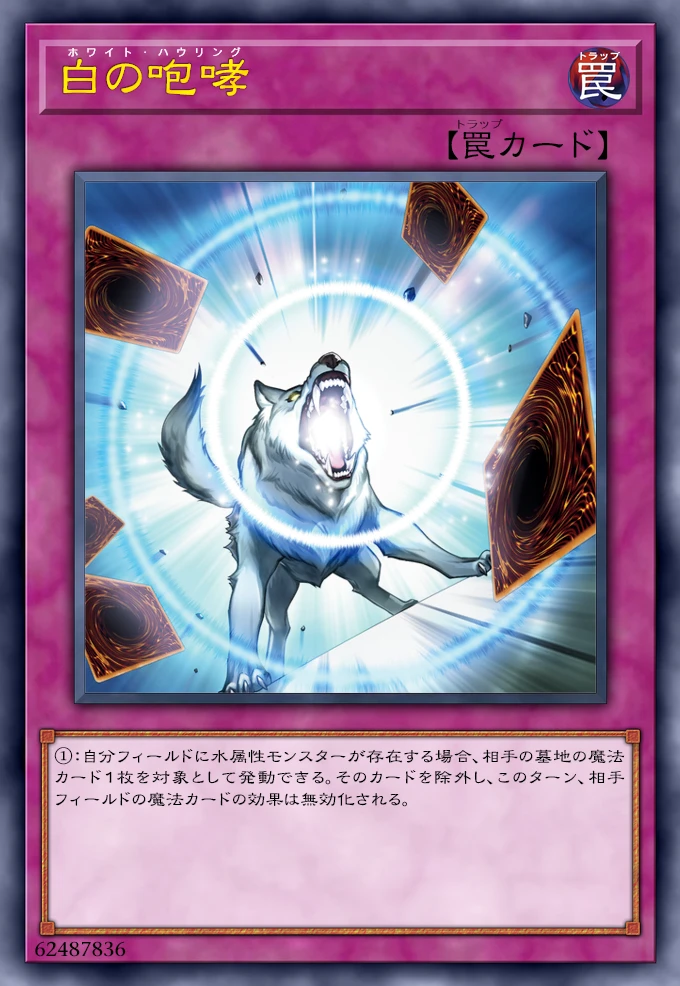 ホワイト・ハウリング
白の咆哮
トラップ
罠
トラップ
【罠カード】
①:自分フィールドに水属性モンスターが存在する場合、相手の墓地の魔法
カード1枚を対象として発動できる。そのカードを除外し、このターン、相手
フィールドの魔法カードの効果は無効化される。
62487836